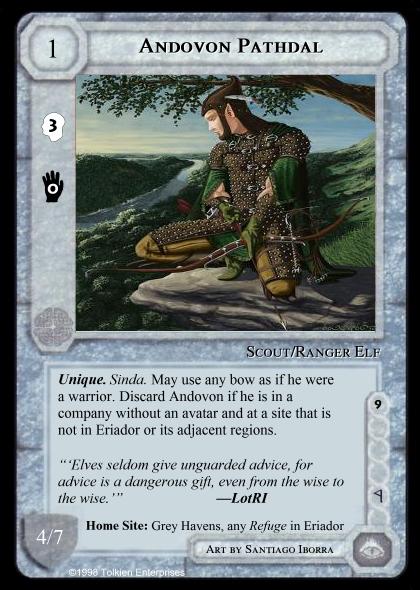 1
ANDOVON PATHDAL
3
SCOUT/RANGER ELF
Unique. Sinda. May use any bow as if he were
a warrior. Discard Andovon if he is in a
company without an avatar and at a site that is
not in Eriador or its adjacent regions.
9
“‘Elves seldom give unguarded advice, for
advice is a dangerous gift, even from the wise to
the wise.’” —LotRI
Home Site: Grey Havens, any Refuge in Eriador
4/7
ART BY SANTIAGO IBORRA
©1998 Tolkien Enterprises